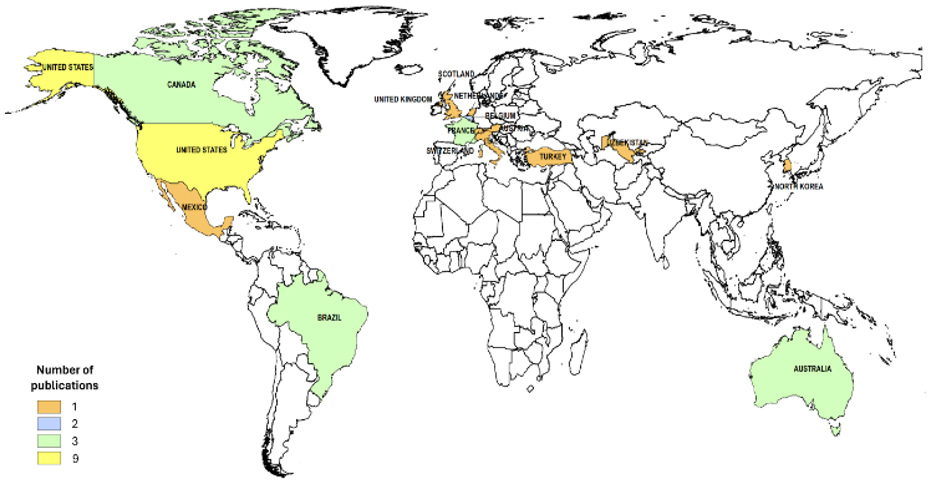 UNITED STATES
CANADA
UNITED STATES
MEXICO
BRAZIL
SCOTLAND
NETHERLANDS
UNITED KINGDOM
BELGIUM
FRANCE
AUSTRIA
SWITZERLAND
TURKEY
UZBEKISTAN
NORTH KOREA
AUSTRALIA
Number of
publications
1
2
3
9